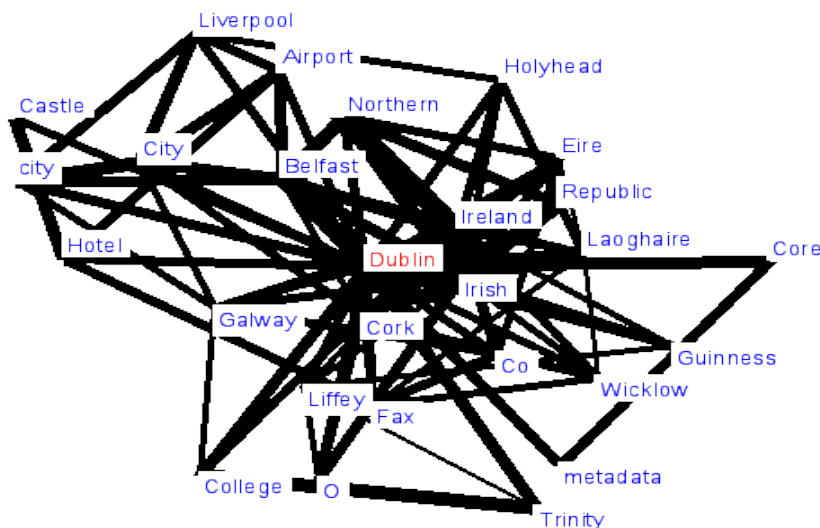 Liverpool
Airport
Holyhead
Castle
Northern
City
Eire
city
Belfast
Republic
Ireland
Hotel
Laoghaire
Dublin
Core
Irish
Galway
Cork
Guinness
Co
Wicklow
Liffey
Fax
metadata
College
O
Trinity